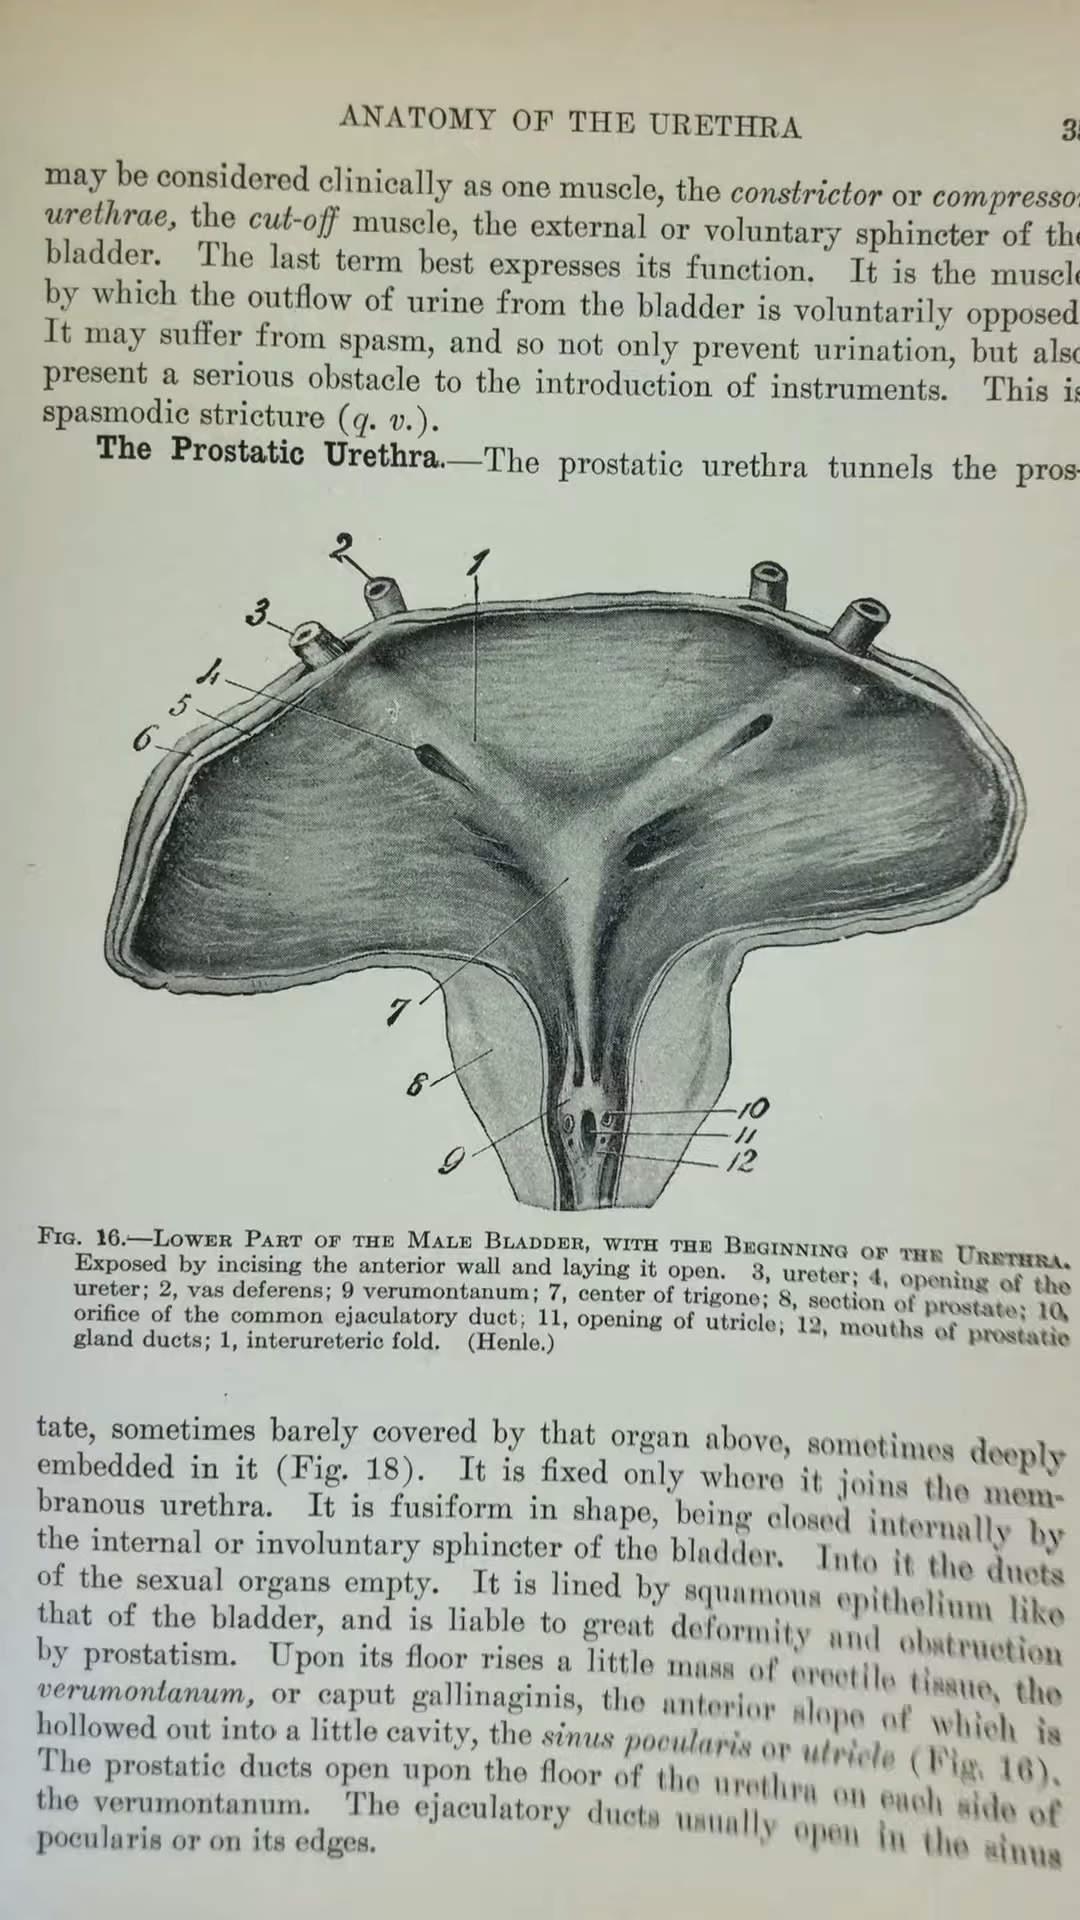 ANATOMY OF THE URETHRA
may be considered clinically as one muscle, the constrictor or compresso
urethrae, the cut-off muscle, the external or voluntary sphincter of the
bladder. The last term best expresses its function. It is the muscle
by which the outflow of urine from the bladder is voluntarily opposed
It may suffer from spasm, and so not only prevent urination, but also
present a serious obstacle to the introduction of instruments. This is
spasmodic stricture (q. v.).
The Prostatic Urethra.—The prostatic urethra tunnels the pros-
2
1
3
4
5
6
7
8
9
10
11
12
FIG. 16.—LOWER PART OF THE MALE BLADDER, WITH THE BEGINNING OF THE URETHRA.
Exposed by incising the anterior wall and laying it open. 3, ureter; 4, opening of the
ureter; 2, vas deferens; 9 verumontanum; 7, center of trigone; 8, section of prostate; 10,
orifice of the common ejaculatory duct; 11, opening of utricle; 12, mouths of prostatic
gland ducts; 1, interureteric fold. (Henle.)
tate, sometimes barely covered by that organ above, sometimes deeply
embedded in it (Fig. 18). It is fixed only where it joins the mem-
branous urethra. It is fusiform in shape, being closed internally by
the internal or involuntary sphincter of the bladder. Into it the ducts
of the sexual organs empty. It is lined by squamous epithelium like
that of the bladder, and is liable to great deformity and obstruction
by prostatism. Upon its floor rises a little mass of erectile tissue, the
verumontanum, or caput gallinaginis, the anterior slope of which is
hollowed out into a little cavity, the sinus pocularis or utricle (Fig. 16).
The prostatic ducts open upon the floor of the urethra on each side of
the verumontanum. The ejaculatory ducts usually open in the sinus
pocularis or on its edges.